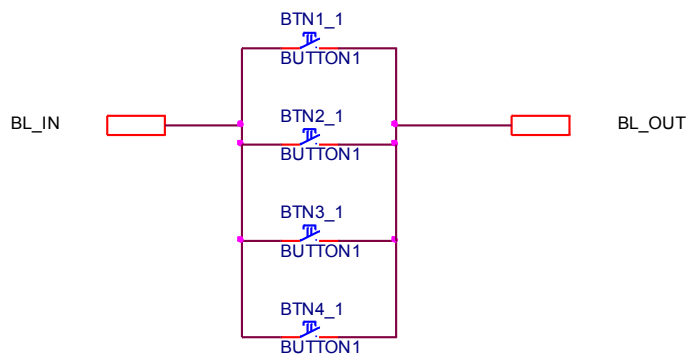 BTN1_1
BUTTON1
BTN2_1
BL_IN
BL_OUT
BUTTON1
BTN3_1
BUTTON1
BTN4_1
BUTTON1